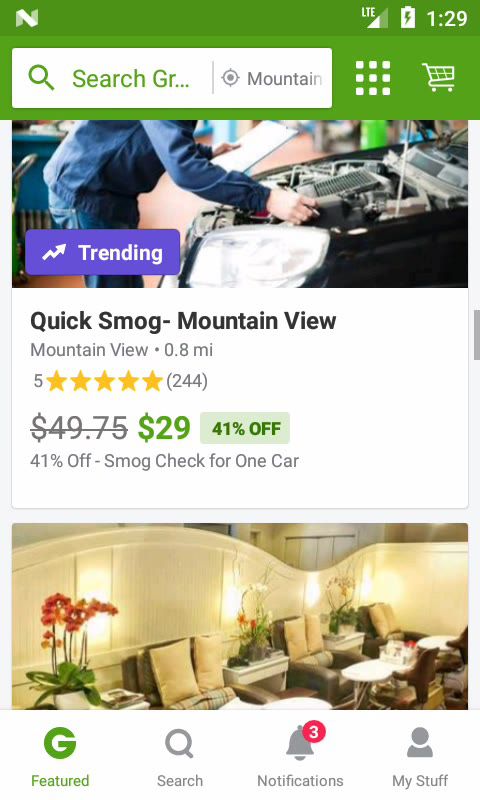 LTE 1:29
Search Gr... Mountain
Trending
Quick Smog- Mountain View
Mountain View • 0.8 mi
5 (244)
$49.75 $29 41% OFF
41% Off - Smog Check for One Car
3
Featured Search Notifications My Stuff